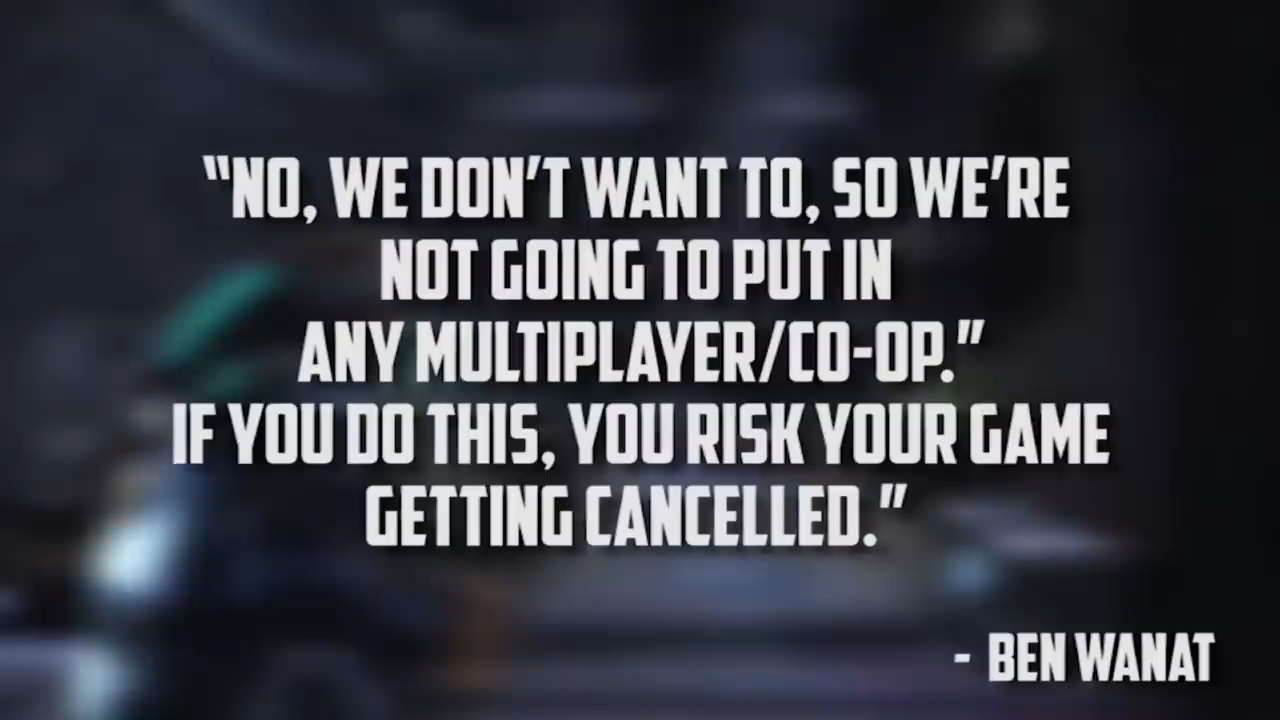 “NO, WE DON’T WANT TO, SO WE’RE
NOT GOING TO PUT IN
ANY MULTIPLAYER/CO-OP.”
IF YOU DO THIS, YOU RISK YOUR GAME
GETTING CANCELLED.”
- BEN WANAT